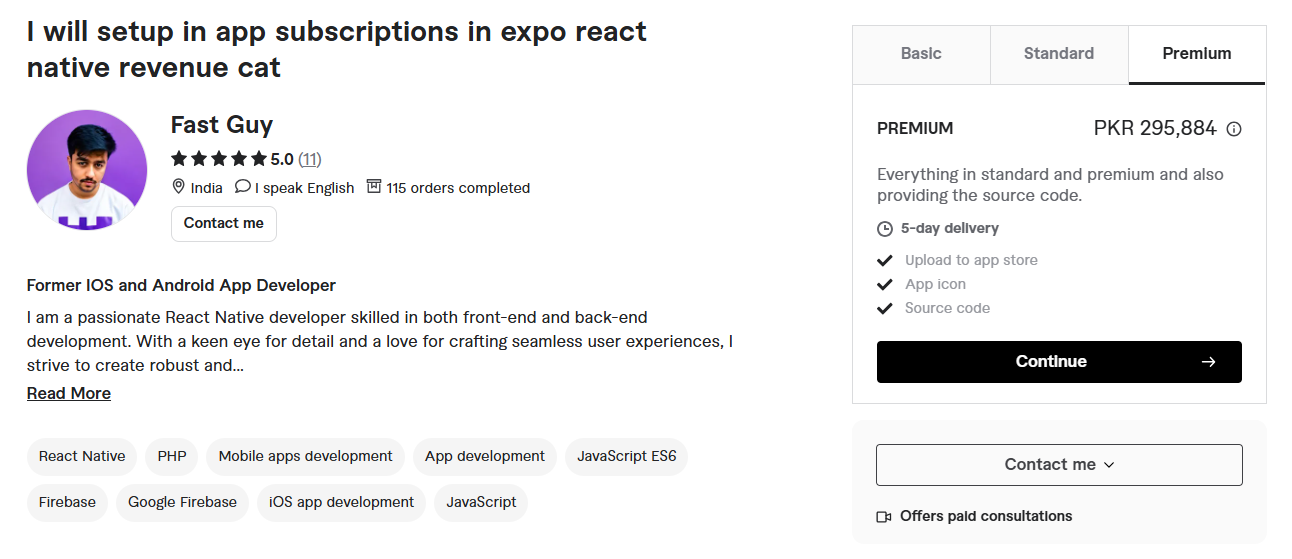 I will setup in app subscriptions in expo react
native revenue cat
Fast Guy
5.0 (11)
India I speak English 115 orders completed
Contact me
Former IOS and Android App Developer
I am a passionate React Native developer skilled in both front-end and back-end
development. With a keen eye for detail and a love for crafting seamless user experiences, I
strive to create robust and...
Read More
React Native PHP Mobile apps development App development JavaScript ES6
Firebase Google Firebase iOS app development JavaScript
Basic Standard Premium
PREMIUM PKR 295,884
Everything in standard and premium and also
providing the source code.
5-day delivery
Upload to app store
App icon
Source code
Continue
Contact me
Offers paid consultations